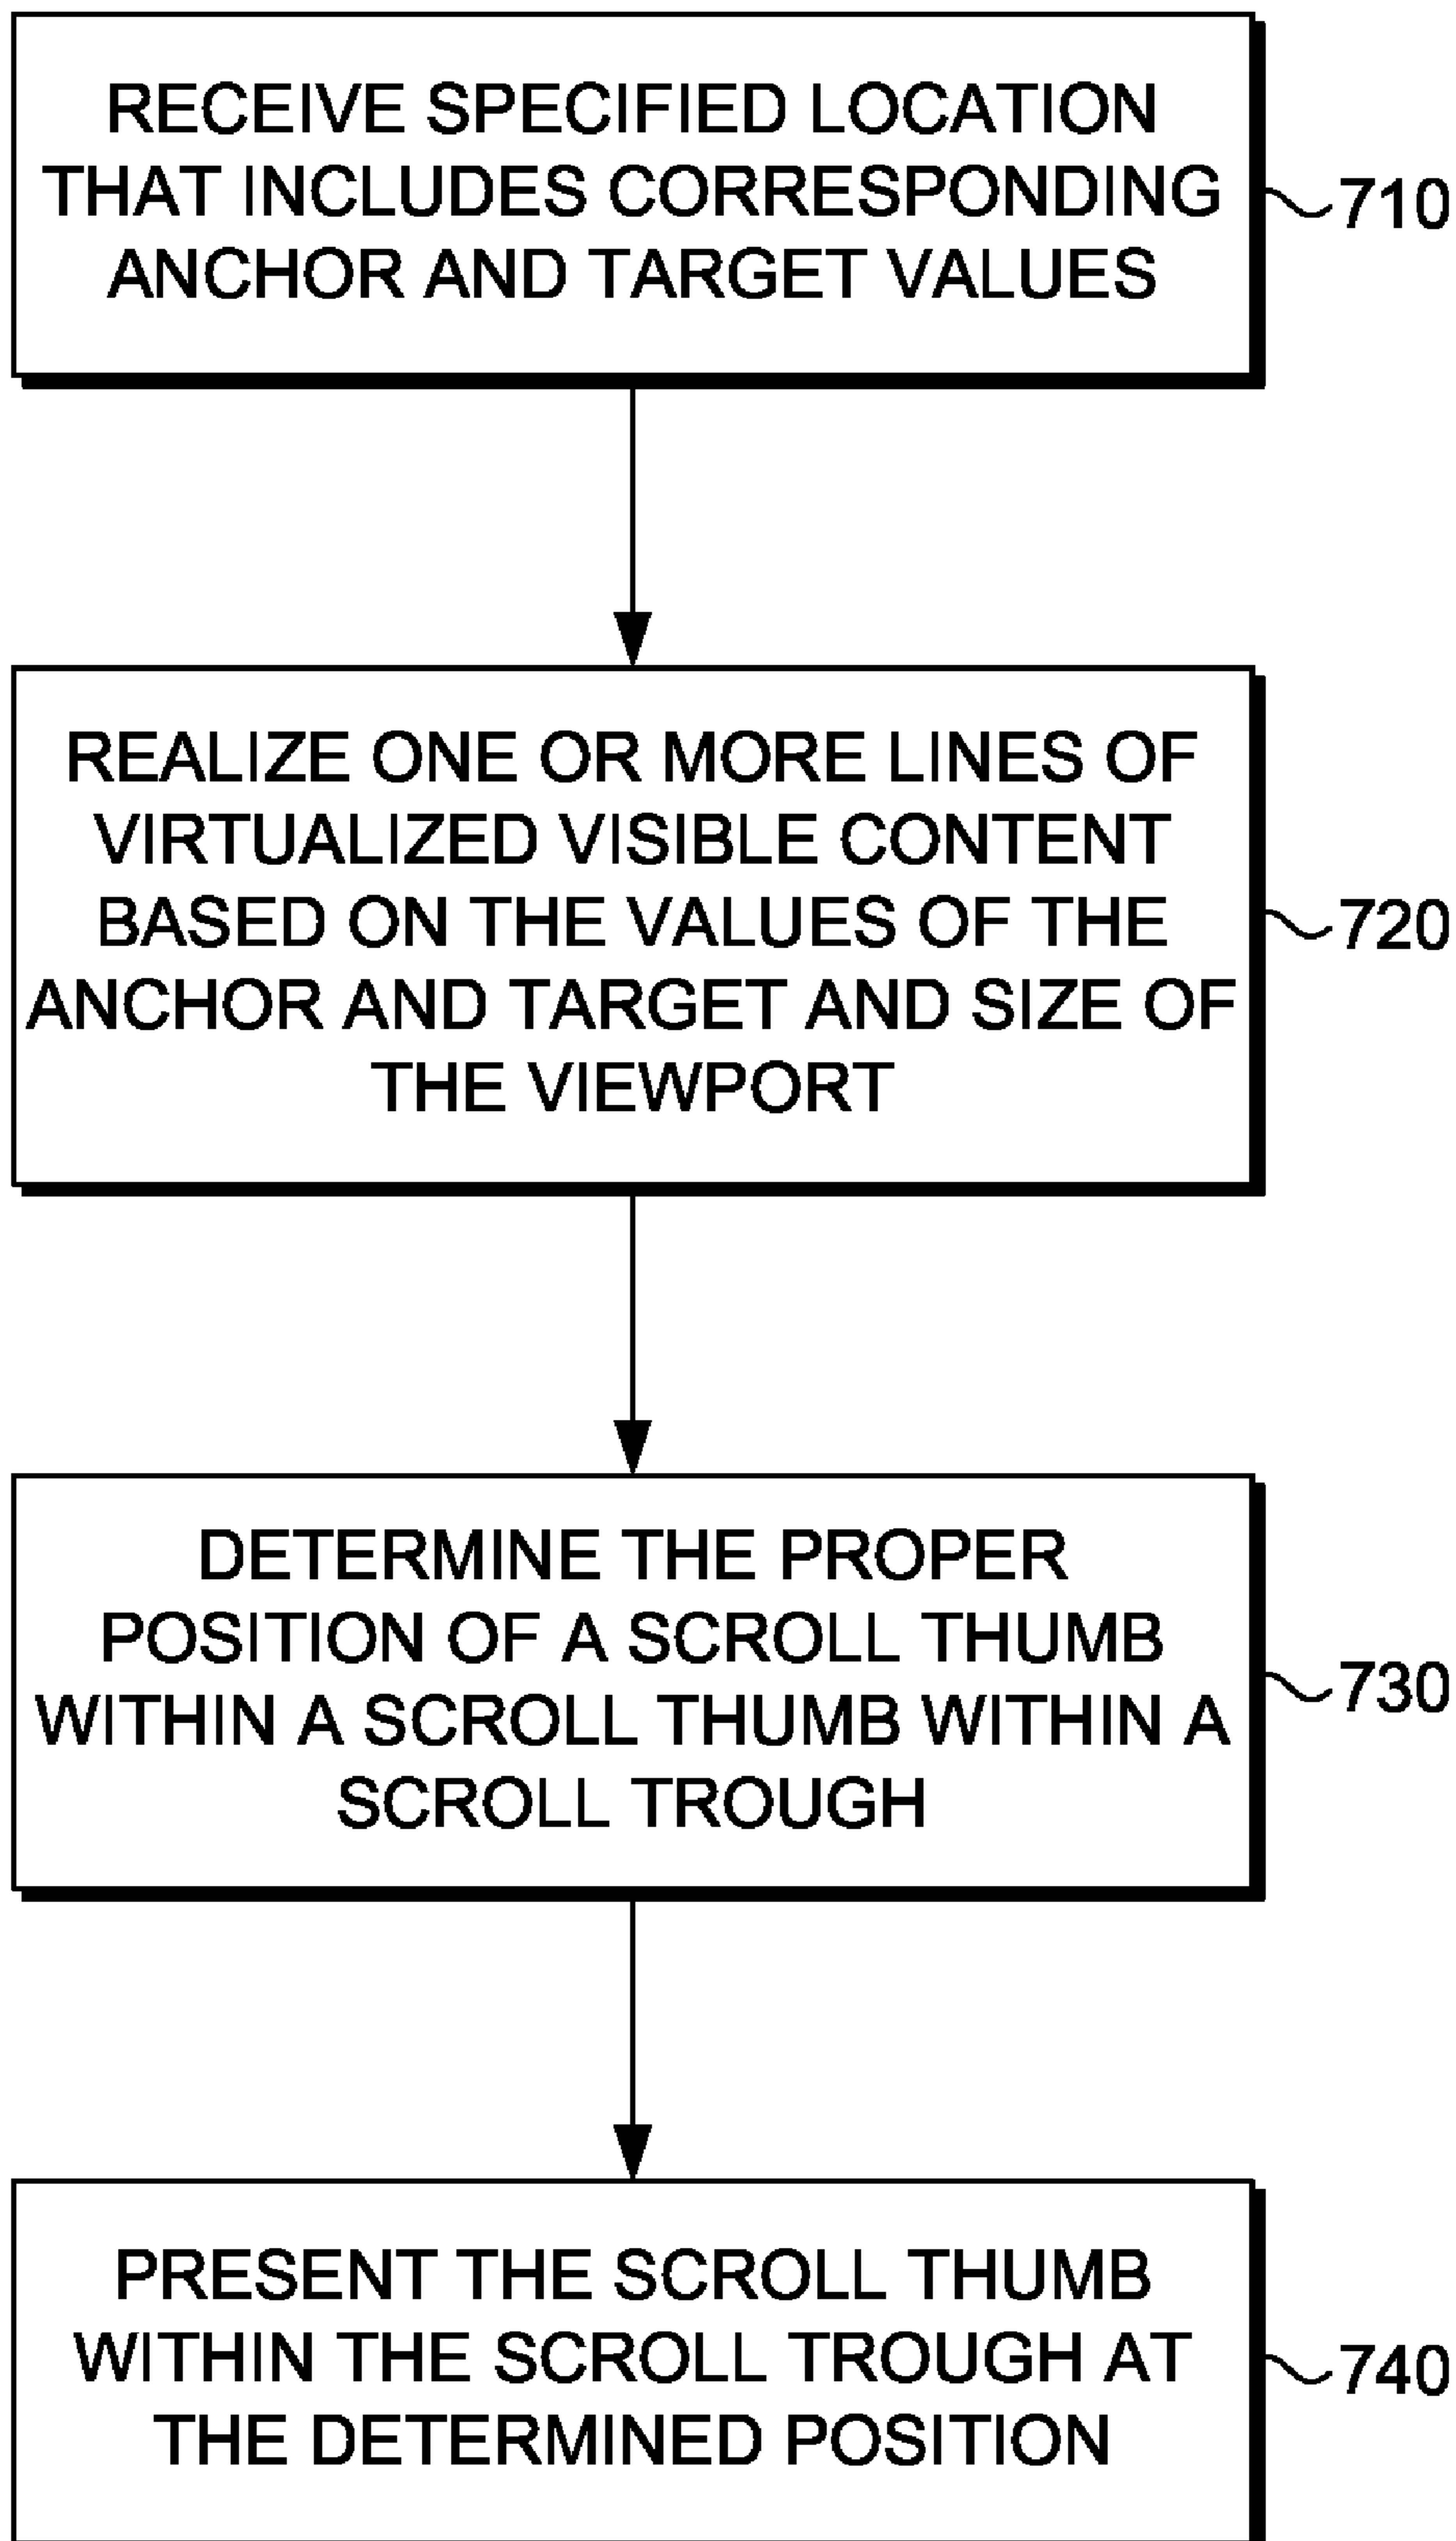 RECEIVE SPECIFIED LOCATION
THAT INCLUDES CORRESPONDING
ANCHOR AND TARGET VALUES
710
REALIZE ONE OR MORE LINES OF
VIRTUALIZED VISIBLE CONTENT
BASED ON THE VALUES OF THE
ANCHOR AND TARGET AND SIZE OF
THE VIEWPORT
720
DETERMINE THE PROPER
POSITION OF A SCROLL THUMB
WITHIN A SCROLL THUMB WITHIN A
SCROLL TROUGH
730
PRESENT THE SCROLL THUMB
WITHIN THE SCROLL TROUGH AT
THE DETERMINED POSITION
740